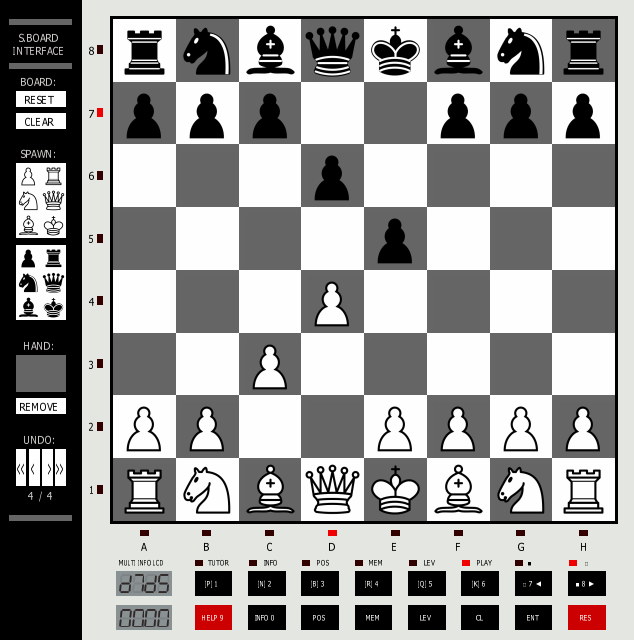 S.BOARD
INTERFACE
BOARD:
RESET
CLEAR
SPAWN:
HAND:
REMOVE
UNDO:
4 / 4
8
7
6
5
4
3
2
1
A B C D E F G H
MULTI INFO LCD TUTOR INFO POS MEM LEV PLAY
d7d5 [P] 1 [N] 2 [B] 3 [R] 4 [Q] 5 [K] 6 7 8
0000 HELP 9 INFO 0 POS MEM LEV CL ENT RES